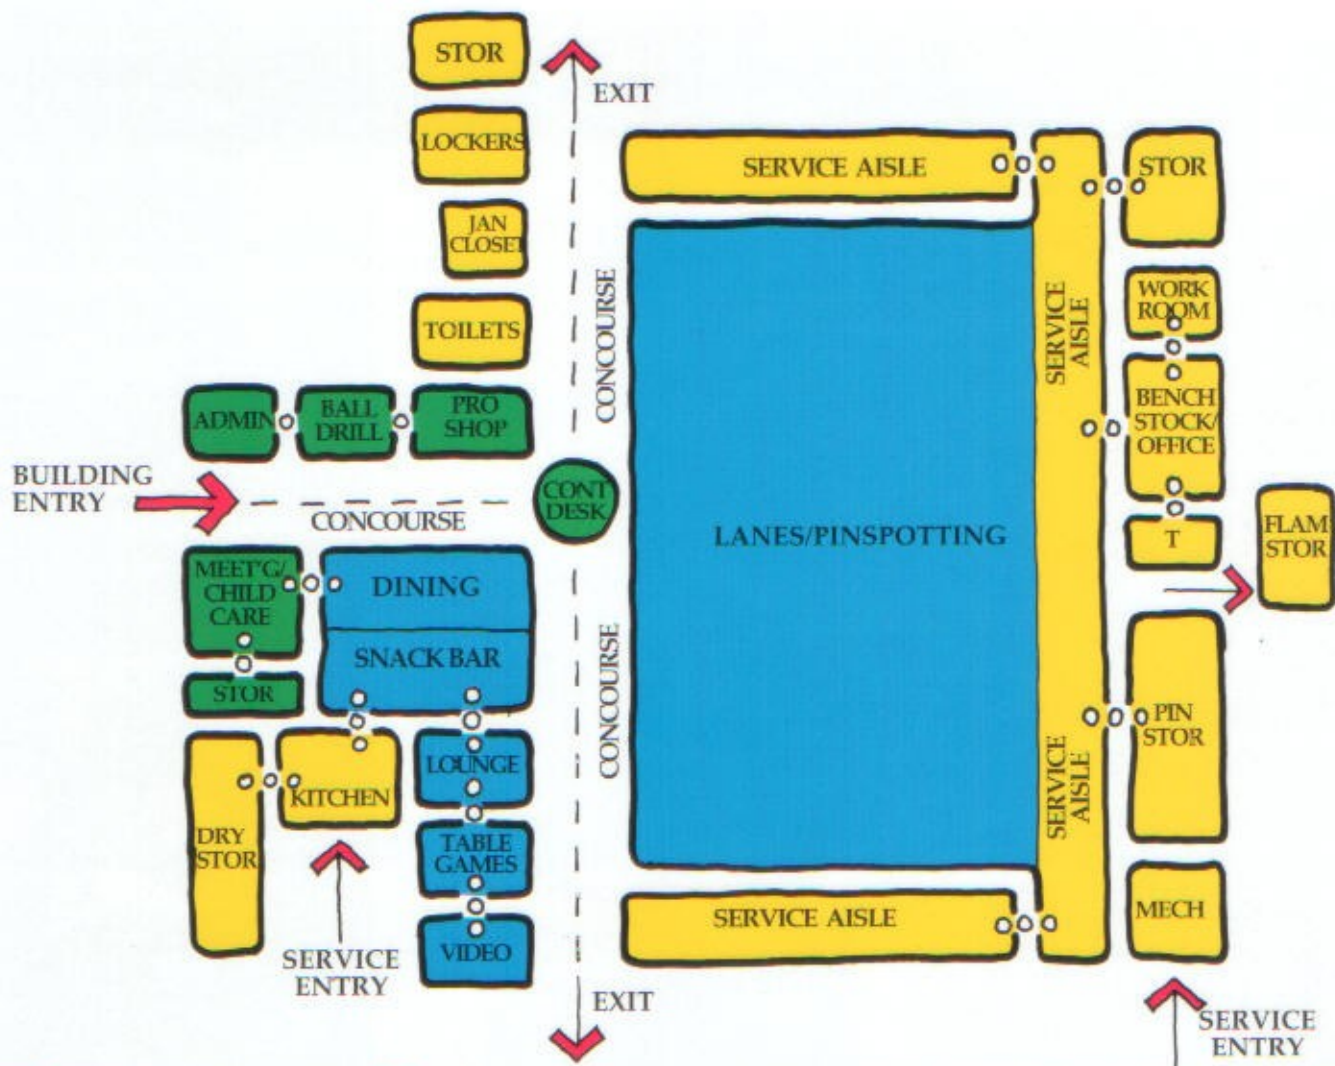 STOR
EXIT
LOCKERS
SERVICE AISLE
STOR
JAN
CLOSET
CONCOURSE
SERVICE
AISLE
WORK
ROOM
TOILETS
ADMIN
BALL
DRILL
PRO
SHOP
BENCH
STOCK/
OFFICE
BUILDING
ENTRY
CONCOURSE
CONT
DESK
LANES/PINSPOTTING
T
FLAM
STOR
MEET'G/
CHILD
CARE
DINING
SNACK BAR
STOR
CONCOURSE
SERVICE
AISLE
PIN
STOR
LOUNGE
KITCHEN
DRY
STOR
TABLE
GAMES
SERVICE AISLE
MECH
VIDEO
SERVICE
ENTRY
EXIT
SERVICE
ENTRY